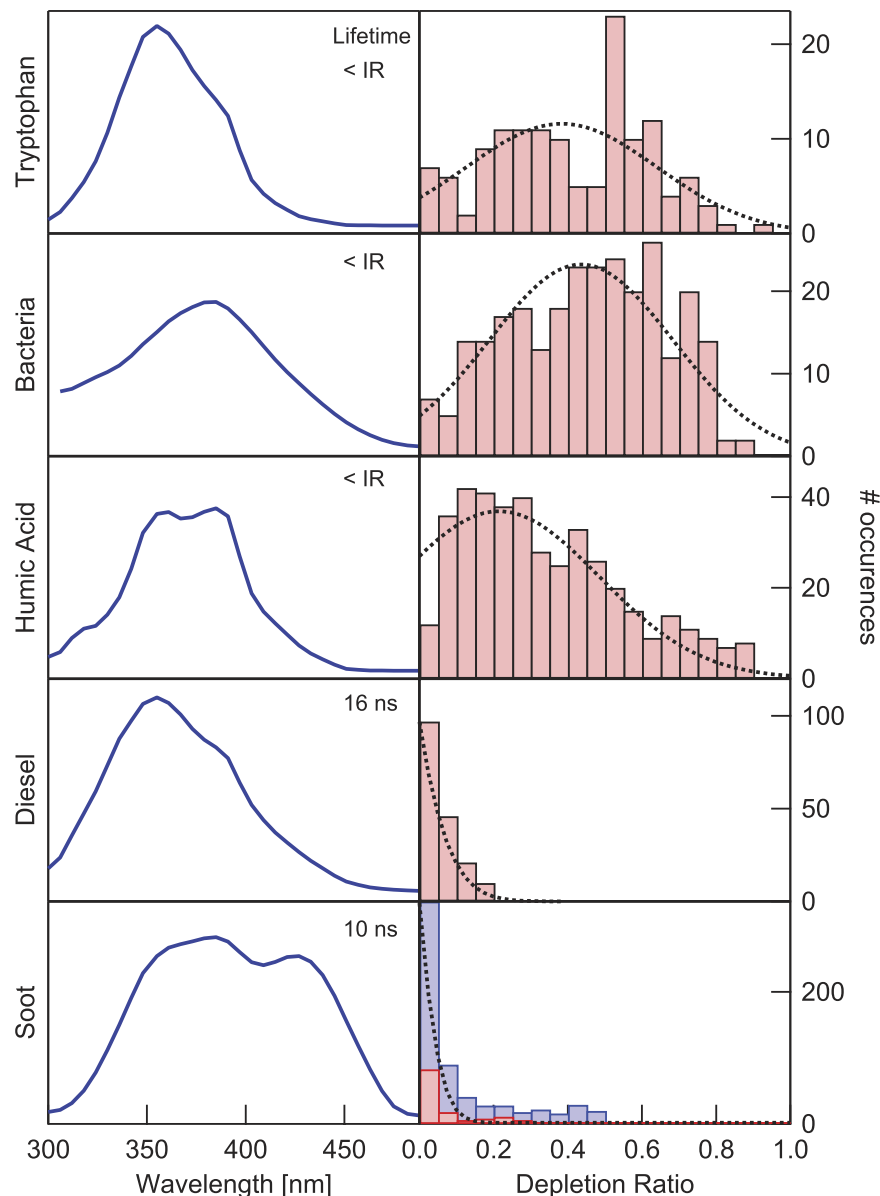 Tryptophan
Lifetime
< IR
20
10
0
Bacteria
< IR
20
10
0
Humic Acid
< IR
40
20
0
# occurences
Diesel
16 ns
100
50
0
Soot
10 ns
200
0
300 350 400 450 0.0 0.2 0.4 0.6 0.8 1.0
Wavelength [nm] Depletion Ratio